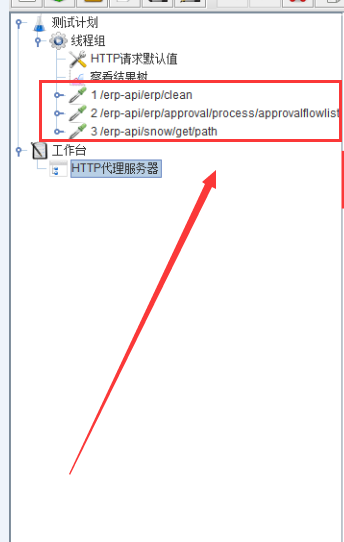 测试计划
线程组
HTTP请求默认值
察看结果树
1 /erp-api/erp/clean
2 /erp-api/erp/approval/process/approvalflowlist
3 /erp-api/snow/get/path
工作台
HTTP代理服务器